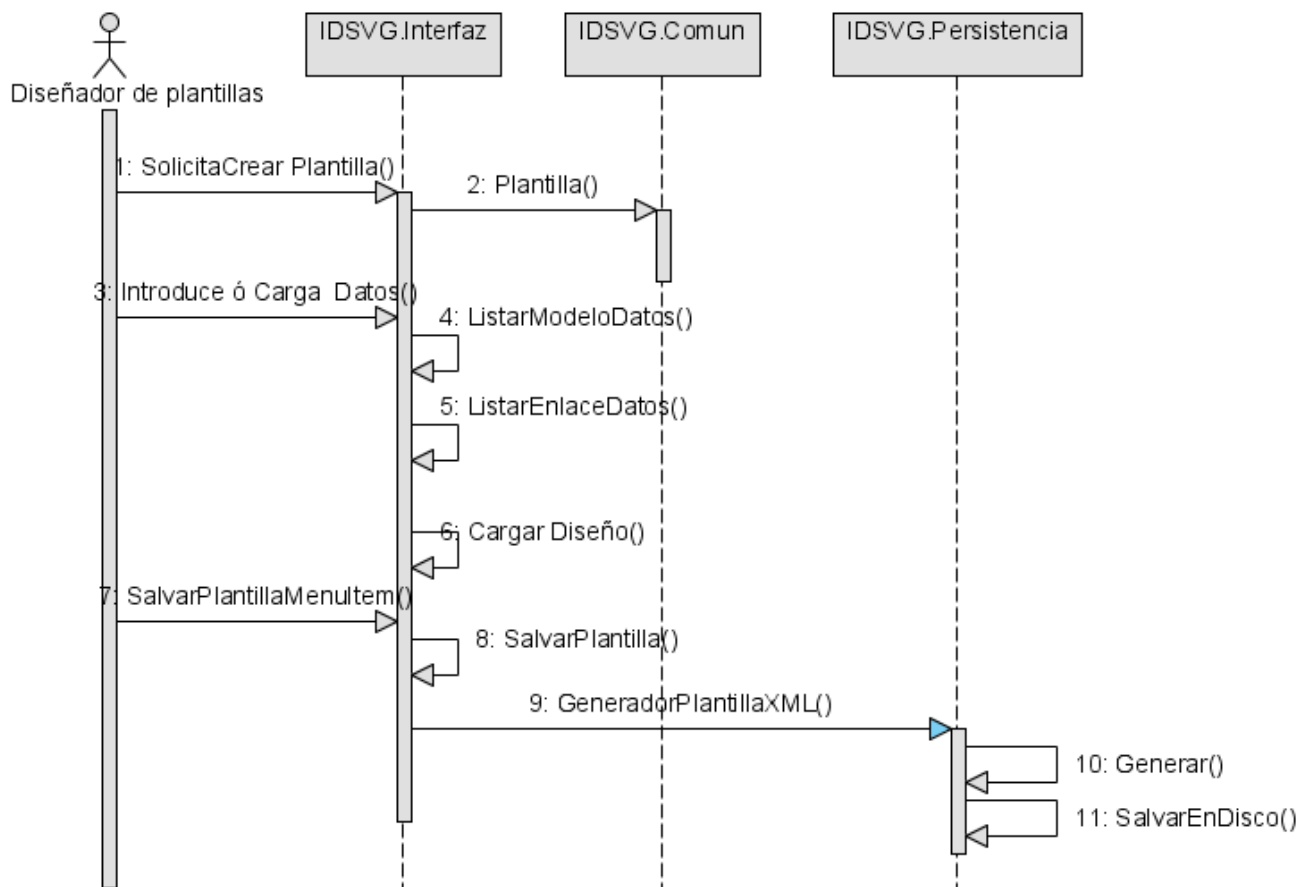 IDSVG.Interfaz
IDSVG.Comun
IDSVG.Persistencia
Diseñador de plantillas
1: SolicitaCrear Plantilla()
2: Plantilla()
3: Introduce ó Carga  Datos()
4: ListarModeloDatos()
5: ListarEnlaceDatos()
6: Cargar Diseño()
7: SalvarPlantillaMenuItem()
8: SalvarPlantilla()
9: GeneradorPlantillaXML()
10: Generar()
11: SalvarEnDisco()